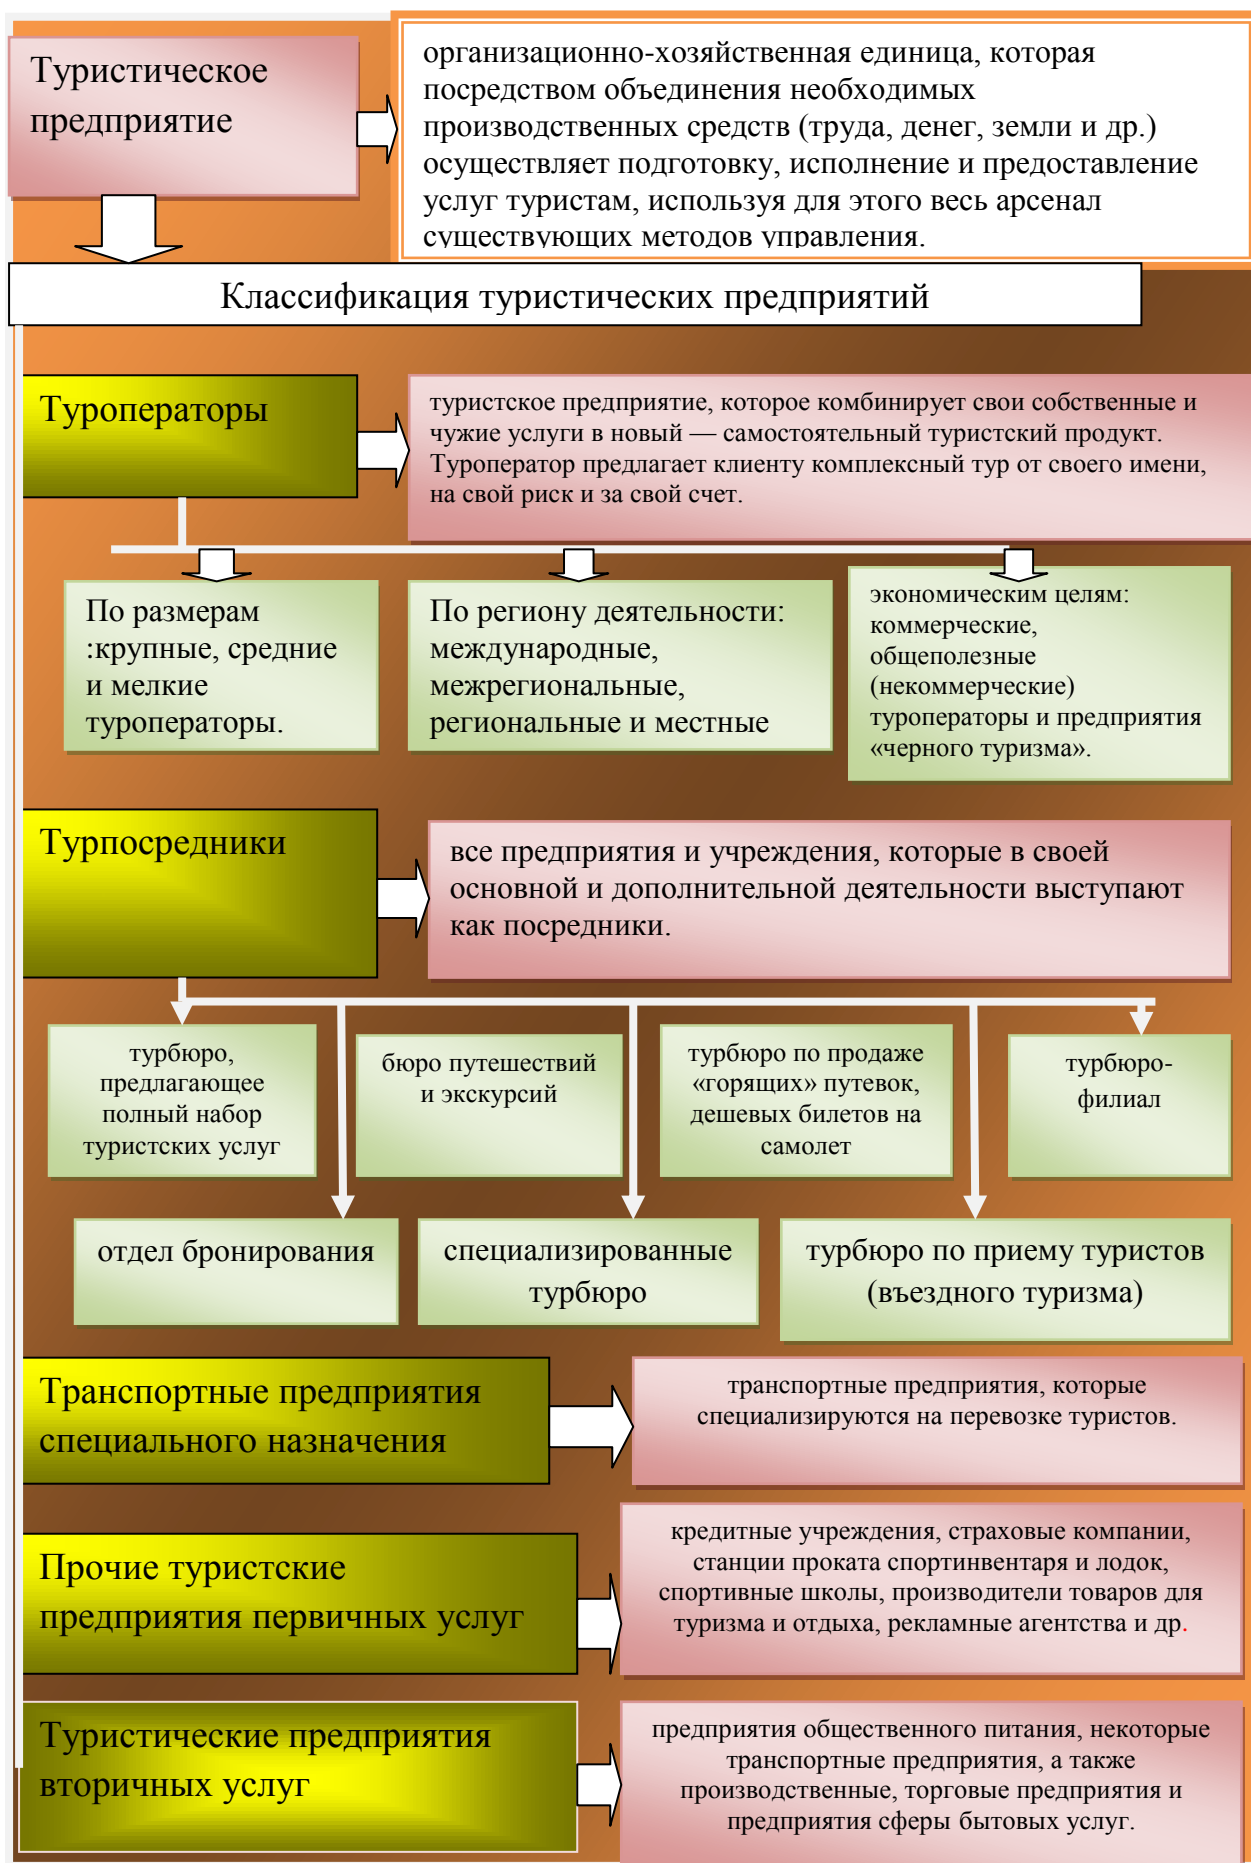 Туристическое
предприятие
организационно-хозяйственная единица, которая
посредством объединения необходимых
производственных средств (труда, денег, земли и др.)
осуществляет подготовку, исполнение и предоставление
услуг туристам, используя для этого весь арсенал
существующих методов управления.
Классификация туристических предприятий
Туроператоры
туристское предприятие, которое комбинирует свои собственные и
чужие услуги в новый — самостоятельный туристский продукт.
Туроператор предлагает клиенту комплексный тур от своего имени,
на свой риск и за свой счет.
По размерам
:крупные, средние
и мелкие
туроператоры.
По региону деятельности:
международные,
межрегиональные,
региональные и местные
экономическим целям:
коммерческие,
общеполезные
(некоммерческие)
туроператоры и предприятия
«черного туризма».
Турпосредники
все предприятия и учреждения, которые в своей
основной и дополнительной деятельности выступают
как посредники.
турбюро,
предлагающее
полный набор
туристских услуг
бюро путешествий
и экскурсий
турбюро по продаже
«горящих» путевок,
дешевых билетов на
самолет
турбюро-
филиал
отдел бронирования
специализированные
турбюро
турбюро по приему туристов
(въездного туризма)
Транспортные предприятия
специального назначения
транспортные предприятия, которые
специализируются на перевозке туристов.
Прочие туристские
предприятия первичных услуг
кредитные учреждения, страховые компании,
станции проката спортинвентаря и лодок,
спортивные школы, производители товаров для
туризма и отдыха, рекламные агентства и др.
Туристические предприятия
вторичных услуг
предприятия общественного питания, некоторые
транспортные предприятия, а также
производственные, торговые предприятия и
предприятия сферы бытовых услуг.